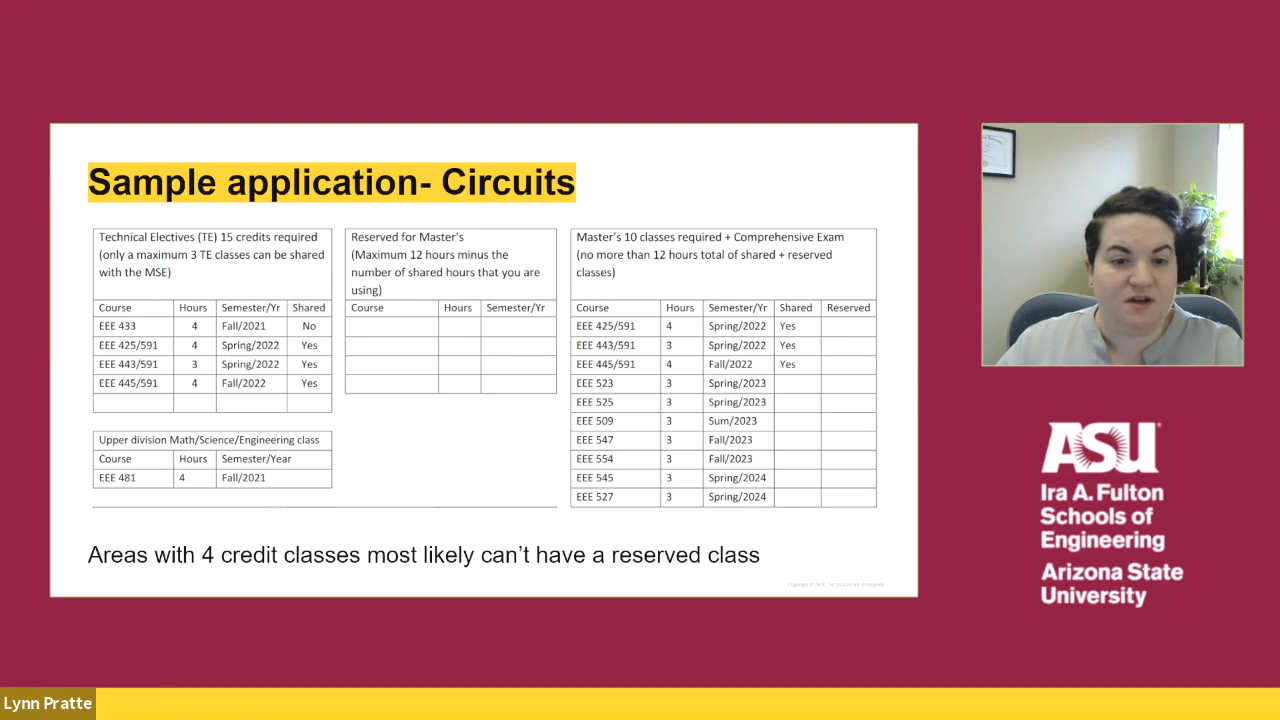 Sample application- Circuits
Technical Electives (TE) 15 credits required
(only a maximum 3 TE classes can be shared
with the MSE)
Course Hours Semester/Yr Shared
EEE 433 4 Fall/2021 No
EEE 425/591 4 Spring/2022 Yes
EEE 443/591 3 Spring/2022 Yes
EEE 445/591 4 Fall/2022 Yes
Upper division Math/Science/Engineering class
Course Hours Semester/Year
EEE 481 4 Fall/2021
Reserved for Master's
(Maximum 12 hours minus the
number of shared hours that you are
using)
Course Hours Semester/Yr
Master's 10 classes required + Comprehensive Exam
(no more than 12 hours total of shared + reserved
classes)
Course Hours Semester/Yr Shared Reserved
EEE 425/591 4 Spring/2022 Yes
EEE 443/591 3 Spring/2022 Yes
EEE 445/591 4 Fall/2022 Yes
EEE 523 3 Spring/2023
EEE 525 3 Spring/2023
EEE 509 3 Sum/2023
EEE 547 3 Fall/2023
EEE 554 3 Fall/2023
EEE 545 3 Spring/2024
EEE 527 3 Spring/2024
Areas with 4 credit classes most likely can't have a reserved class
ASU
Ira A. Fulton
Schools of
Engineering
Arizona State
University
Lynn Pratte